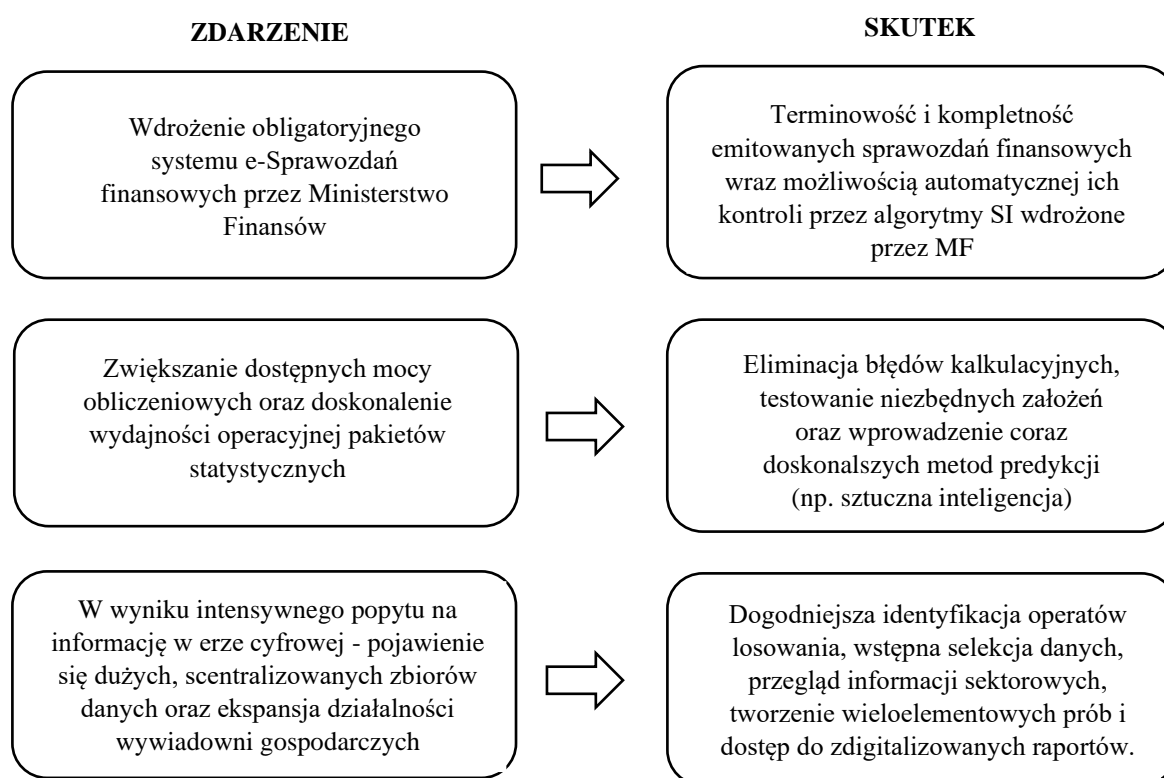 ZDARZENIE
SKUTEK
Wdrożenie obligatoryjnego
systemu e-Sprawozdań
finansowych przez Ministerstwo
Finansów
Terminowość i kompletność
emitowanych sprawozdań finansowych
wraz możliwością automatycznej ich
kontroli przez algorytmy SI wdrożone
przez MF
Zwiększanie dostępnych mocy
obliczeniowych oraz doskonalenie
wydajności operacyjnej pakietów
statystycznych
Eliminacja błędów kalkulacyjnych,
testowanie niezbędnych założeń
oraz wprowadzenie coraz
doskonalszych metod predykcji
(np. sztuczna inteligencja)
W wyniku intensywnego popytu na
informację w erze cyfrowej - pojawienie
się dużych, scentralizowanych zbiorów
danych oraz ekspansja działalności
wywiadowni gospodarczych
Dogodniejsza identyfikacja operatów
losowania, wstępna selekcja danych,
przegląd informacji sektorowych,
tworzenie wieloelementowych prób i
dostęp do zdigitalizowanych raportów.